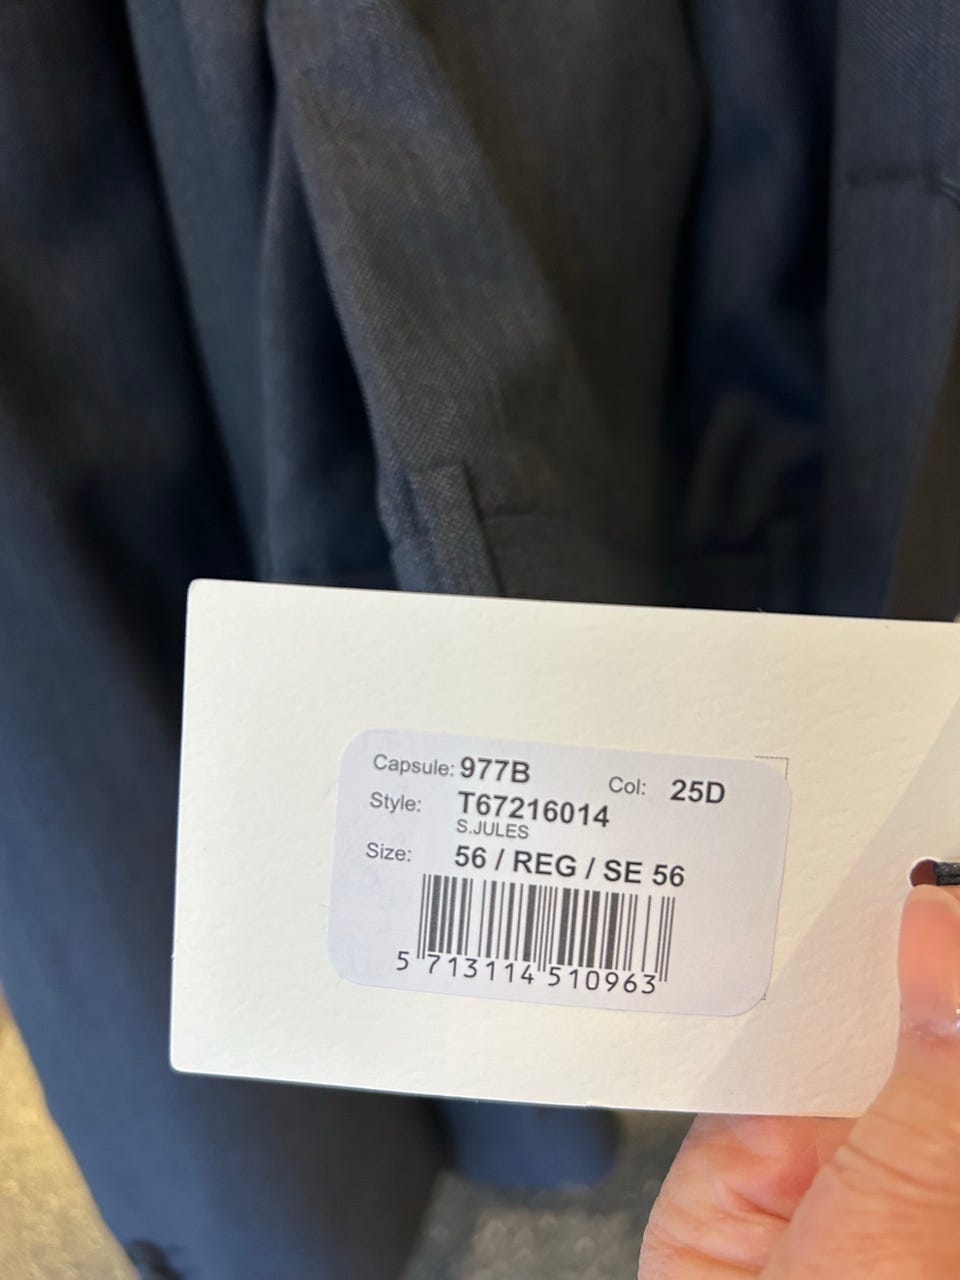 Capsule: 977B Col: 25D
Style: T67216014
S.JULES
Size: 56 / REG / SE 56
5 713114 510963